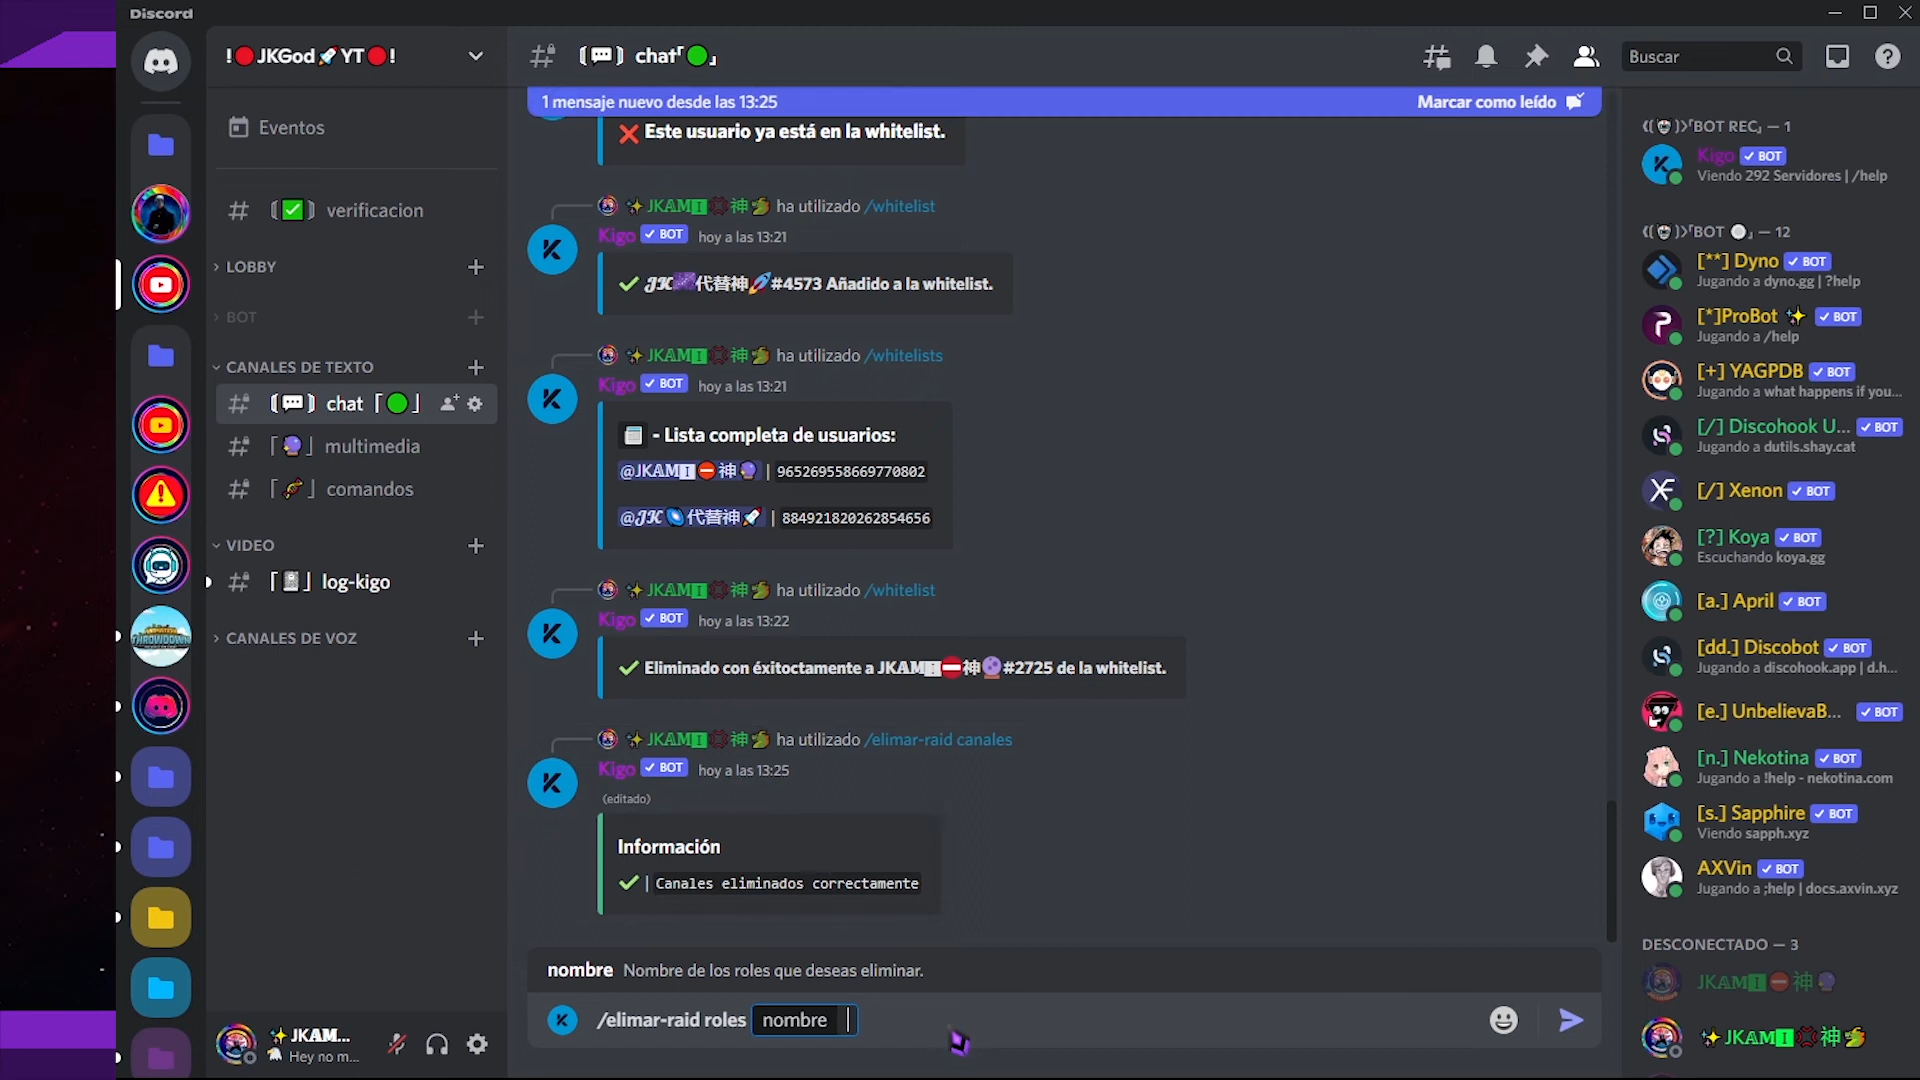 Discord
!🔴JKGod🚀YT🔴!
Eventos
verificacion
LOBBY
BOT
CANALES DE TEXTO
chat「🟢」
multimedia
comandos
VIDEO
log-kigo
CANALES DE VOZ
✨JKAM...
Hey no m...
chat「🟢」
Buscar
1 mensaje nuevo desde las 13:25
Marcar como leído
❌ Este usuario ya está en la whitelist.
✨JKAMI💢神🐲 ha utilizado /whitelist
Kigo ✓ BOT hoy a las 13:21
✓ JK🌌代替神🚀#4573 Añadido a la whitelist.
✨JKAMI💢神🐲 ha utilizado /whitelists
Kigo ✓ BOT hoy a las 13:21
- Lista completa de usuarios:
@JKAMI⛔神🔮 | 965269558669770802
@JK🌀代替神🚀 | 884921820262854656
✨JKAMI💢神🐲 ha utilizado /whitelist
Kigo ✓ BOT hoy a las 13:22
✓ Eliminado con éxitoctamente a JKAMI⛔神🔮#2725 de la whitelist.
✨JKAMI💢神🐲 ha utilizado /elimar-raid canales
Kigo ✓ BOT hoy a las 13:25
(editado)
Información
✓ | Canales eliminados correctamente
nombre Nombre de los roles que deseas eliminar.
/elimar-raid roles nombre
「BOT REC」 — 1
Kigo ✓ BOT
Viendo 292 Servidores | /help
「BOT ⚪」 — 12
[**] Dyno ✓ BOT
Jugando a dyno.gg | ?help
[*]ProBot ✨ ✓ BOT
Jugando a /help
[+] YAGPDB ✓ BOT
Jugando a what happens if you...
[/] Discohook U... ✓ BOT
Jugando a dutils.shay.cat
[/] Xenon ✓ BOT
[?] Koya ✓ BOT
Escuchando koya.gg
[a.] April ✓ BOT
[dd.] Discobot ✓ BOT
Jugando a discohook.app | d.h...
[e.] UnbelievaB... ✓ BOT
[n.] Nekotina ✓ BOT
Jugando a !help - nekotina.com
[s.] Sapphire ✓ BOT
Viendo sapph.xyz
AXVin ✓ BOT
Jugando a ;help | docs.axvin.xyz
DESCONECTADO — 3
JKAMI⛔神🔮
✨JKAMI💢神🐲